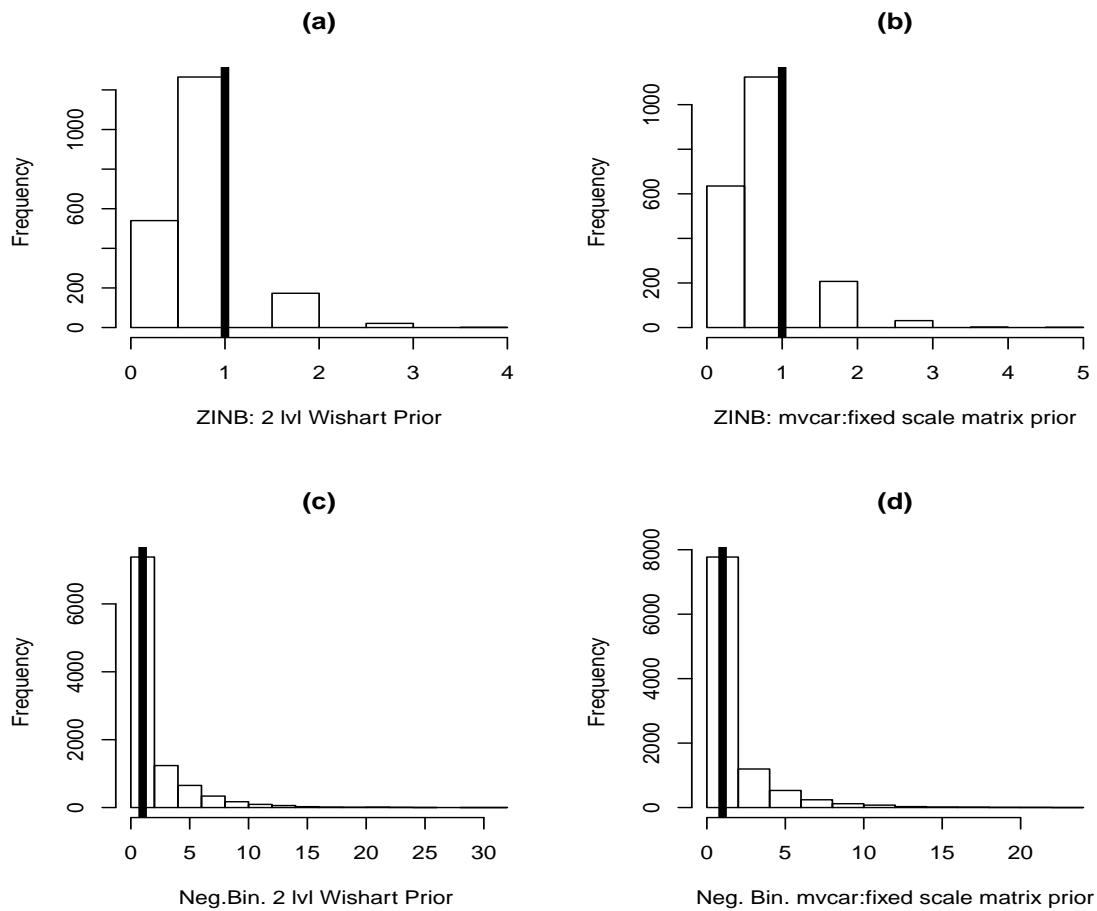 (a)
Frequency
0 200 600 1000
0 1 2 3 4
ZINB: 2 lvl Wishart Prior
(b)
Frequency
0 200 600 1000
0 1 2 3 4 5
ZINB: mvcar:fixed scale matrix prior
(c)
Frequency
0 2000 4000 6000
0 5 10 15 20 25 30
Neg.Bin. 2 lvl Wishart Prior
(d)
Frequency
0 2000 4000 6000 8000
0 5 10 15 20
Neg. Bin. mvcar:fixed scale matrix prior